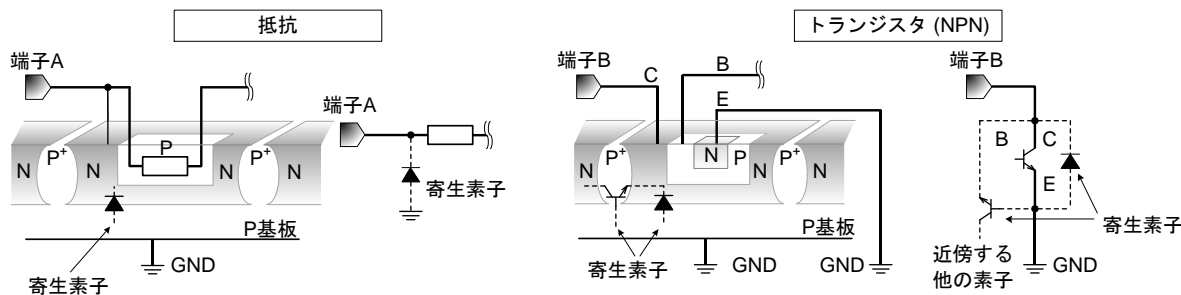 抵抗
端子A
N
P+
N
P
N
P+
N
P基板
寄生素子
GND
端子A
寄生素子
トランジスタ (NPN)
端子B
C
B
E
N
P+
N
N
P
N
P+
N
P基板
寄生素子
GND
GND
端子B
B
C
E
寄生素子
近傍する
他の素子
GND